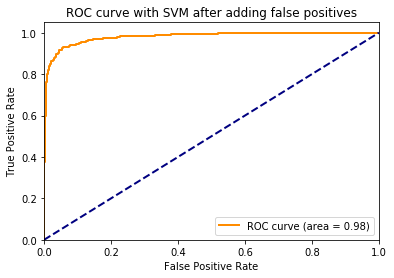 ROC curve with SVM after adding false positives
1.0
0.8
0.6
0.4
0.2
0.0
True Positive Rate
ROC curve (area = 0.98)
0.0 0.2 0.4 0.6 0.8 1.0
False Positive Rate